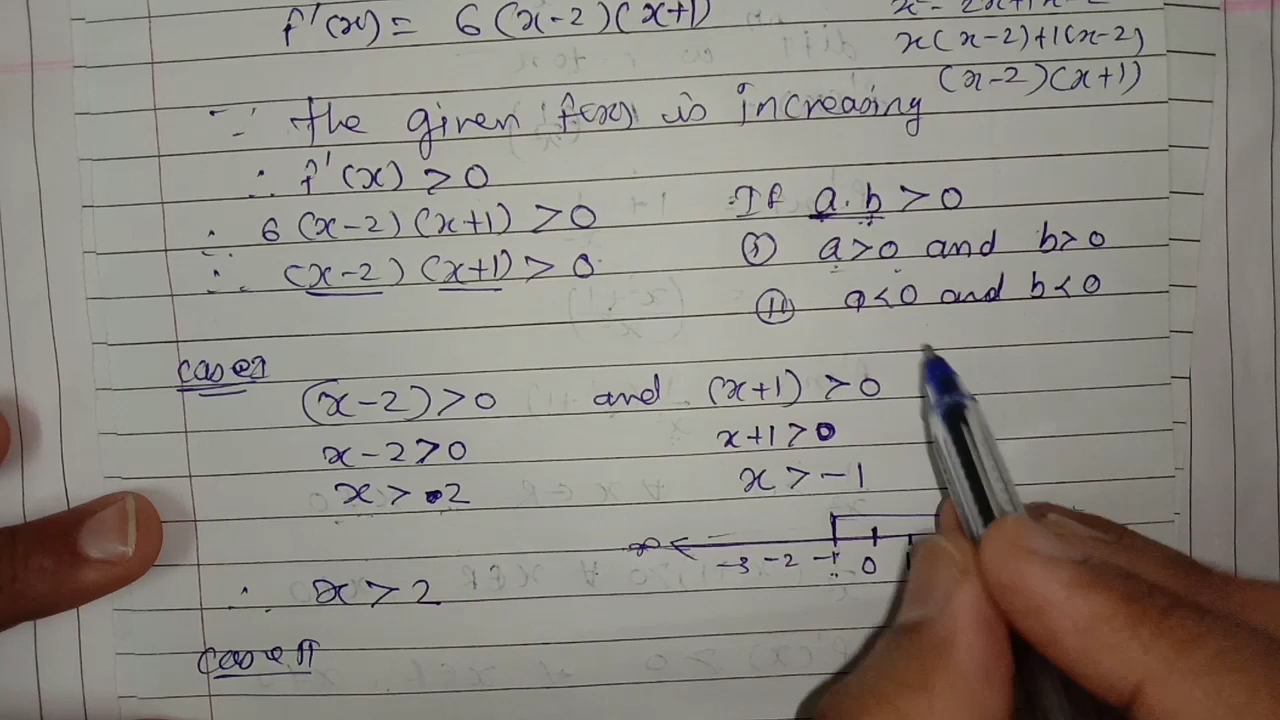 f'(x) = 6(x-2)(x+1)
x(x-2)+1(x-2)
(x-2)(x+1)
∵ the given f(x) is increasing
∴ f'(x) > 0
∴ 6(x-2)(x+1) > 0
∴ (x-2)(x+1) > 0
If a.b > 0
(i) a>0 and b>0
(ii) a<0 and b<0
case I
(x-2)>0 and (x+1)>0
x-2>0 x+1>0
x>2 x>-1
∞ -3 -2 -1 0
∴ x>2
case II